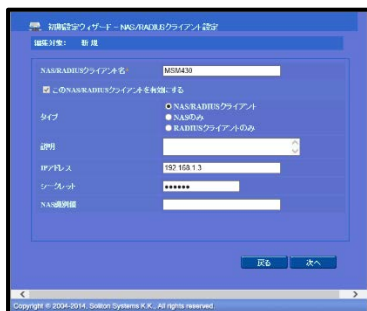 初期設定ウィザード - NAS/RADIUSクライアント設定
編集対象: 新規
NAS/RADIUSクライアント名* MSM430
このNAS/RADIUSクライアントを有効にする
タイプ NAS/RADIUSクライアント
NASのみ
RADIUSクライアントのみ
説明
IPアドレス 192.168.1.3
シークレット ●●●●●●
NAS識別値
戻る 次へ
Copyright © 2004-2014, Soliton Systems K.K., All rights reserved.